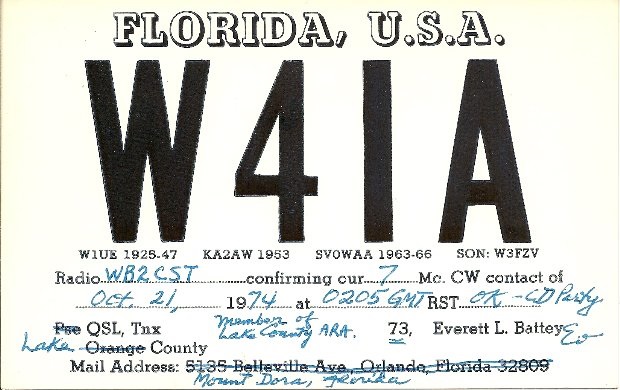 FLORIDA, U.S.A.
W4IA
W1UE 1925-47 KA2AW 1953 SV0WAA 1963-66 SON: W3FZV
Radio WB2CST confirming our 7 Mc. CW contact of
Oct. 21, 1974 at 0205 GMT RST OK - CD Party
Pse QSL, Tnx Member of Lake County ARA. 73, Everett L. Battey Ev
Lake Orange County
Mail Address: 5135 Belleville Ave., Orlando, Florida 32809
Mount Dora, Florida